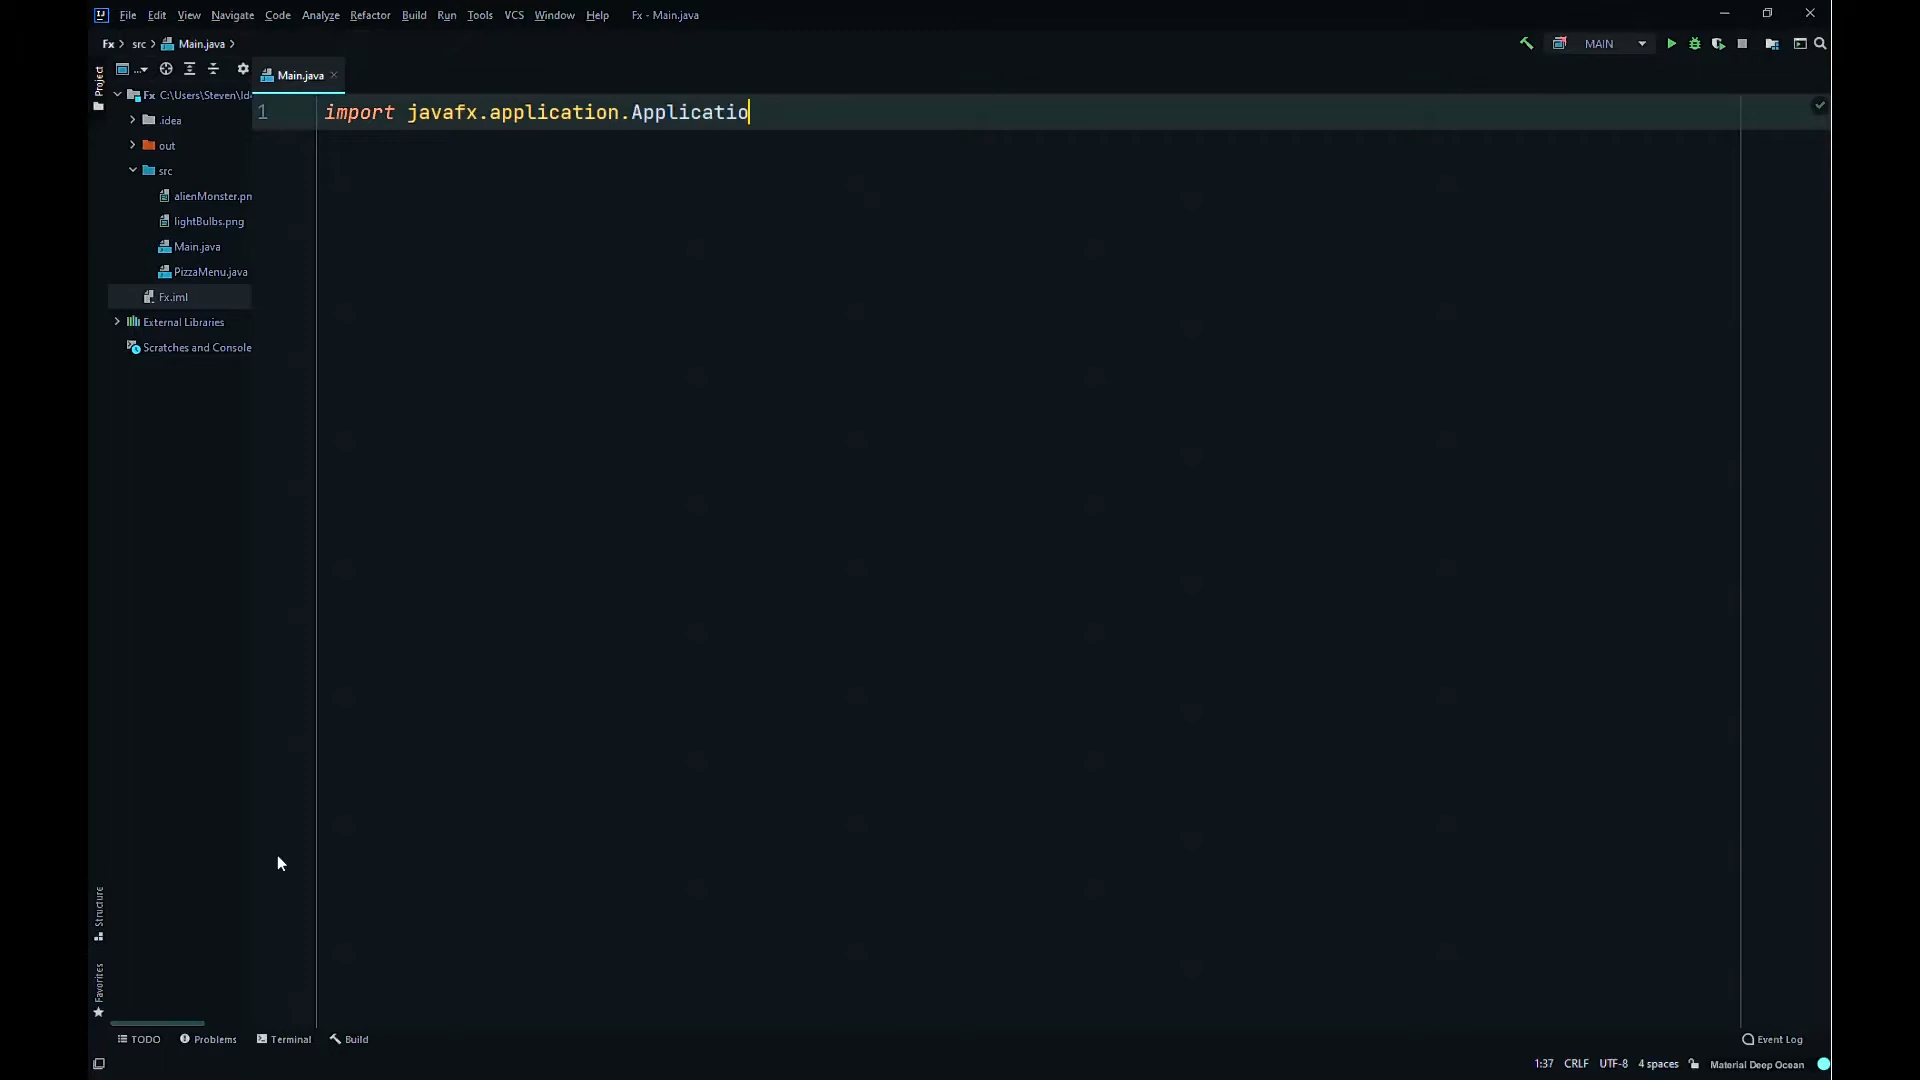 File Edit View Navigate Code Analyze Refactor Build Run Tools VCS Window Help Fx - Main.java
Fx src Main.java MAIN
Project ... Main.java
Fx C:\Users\Steven\Id
1 import javafx.application.Applicatio
.idea
out
src
alienMonster.pn
lightBulbs.png
Main.java
PizzaMenu.java
Fx.iml
External Libraries
Scratches and Console
Structure
Favorites
TODO Problems Terminal Build Event Log
1:37 CRLF UTF-8 4 spaces Material Deep Ocean